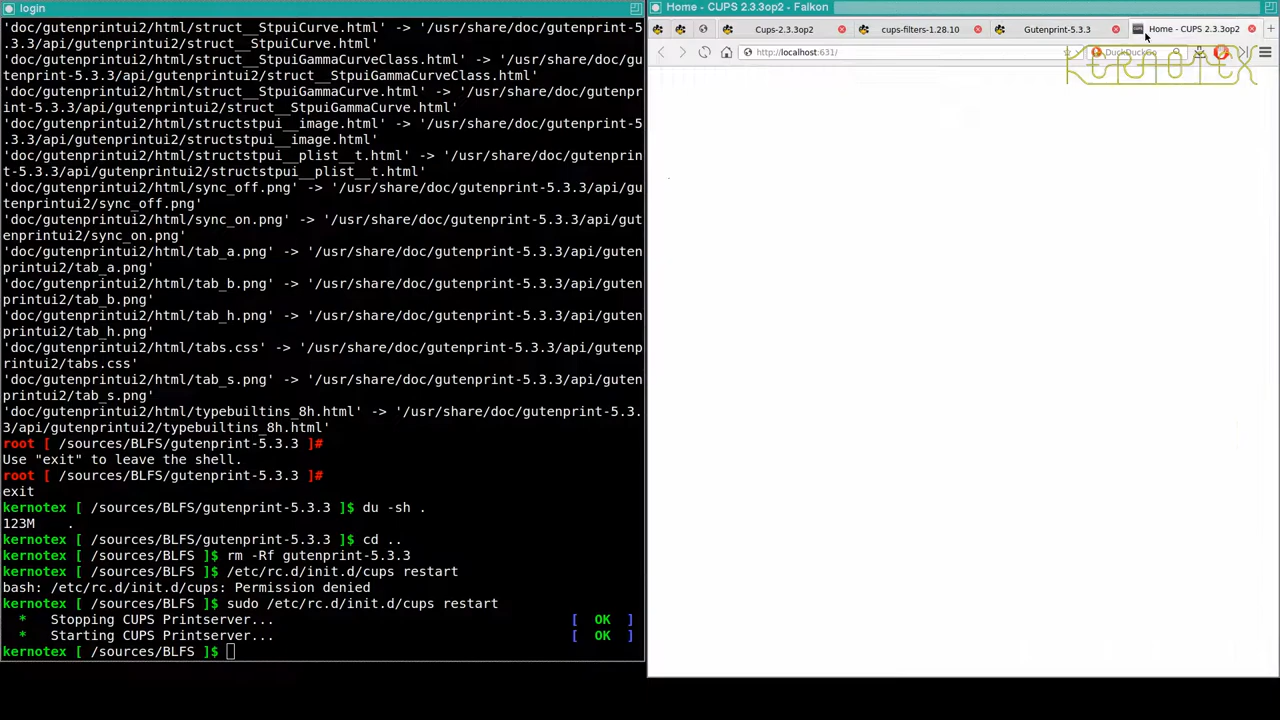 login
'doc/gutenprintui2/html/struct__StpuiCurve.html' -> '/usr/share/doc/gutenprint-5
.3.3/api/gutenprintui2/struct__StpuiCurve.html'
'doc/gutenprintui2/html/struct__StpuiGammaCurveClass.html' -> '/usr/share/doc/gu
tenprint-5.3.3/api/gutenprintui2/struct__StpuiGammaCurveClass.html'
'doc/gutenprintui2/html/struct__StpuiGammaCurve.html' -> '/usr/share/doc/gutenpr
int-5.3.3/api/gutenprintui2/struct__StpuiGammaCurve.html'
'doc/gutenprintui2/html/structstpui__image.html' -> '/usr/share/doc/gutenprint-5
.3.3/api/gutenprintui2/structstpui__image.html'
'doc/gutenprintui2/html/structstpui__plist__t.html' -> '/usr/share/doc/gutenprin
t-5.3.3/api/gutenprintui2/structstpui__plist__t.html'
'doc/gutenprintui2/html/sync_off.png' -> '/usr/share/doc/gutenprint-5.3.3/api/gu
tenprintui2/sync_off.png'
'doc/gutenprintui2/html/sync_on.png' -> '/usr/share/doc/gutenprint-5.3.3/api/gut
enprintui2/sync_on.png'
'doc/gutenprintui2/html/tab_a.png' -> '/usr/share/doc/gutenprint-5.3.3/api/guten
printui2/tab_a.png'
'doc/gutenprintui2/html/tab_b.png' -> '/usr/share/doc/gutenprint-5.3.3/api/guten
printui2/tab_b.png'
'doc/gutenprintui2/html/tab_h.png' -> '/usr/share/doc/gutenprint-5.3.3/api/guten
printui2/tab_h.png'
'doc/gutenprintui2/html/tabs.css' -> '/usr/share/doc/gutenprint-5.3.3/api/gutenp
rintui2/tabs.css'
'doc/gutenprintui2/html/tab_s.png' -> '/usr/share/doc/gutenprint-5.3.3/api/guten
printui2/tab_s.png'
'doc/gutenprintui2/html/typebuiltins_8h.html' -> '/usr/share/doc/gutenprint-5.3.
3/api/gutenprintui2/typebuiltins_8h.html'
root [ /sources/BLFS/gutenprint-5.3.3 ]#
Use "exit" to leave the shell.
root [ /sources/BLFS/gutenprint-5.3.3 ]#
exit
kernotex [ /sources/BLFS/gutenprint-5.3.3 ]$ du -sh .
123M    .
kernotex [ /sources/BLFS/gutenprint-5.3.3 ]$ cd ..
kernotex [ /sources/BLFS ]$ rm -Rf gutenprint-5.3.3
kernotex [ /sources/BLFS ]$ /etc/rc.d/init.d/cups restart
bash: /etc/rc.d/init.d/cups: Permission denied
kernotex [ /sources/BLFS ]$ sudo /etc/rc.d/init.d/cups restart
*   Stopping CUPS Printserver... [  OK  ]
*   Starting CUPS Printserver... [  OK  ]
kernotex [ /sources/BLFS ]$
Home - CUPS 2.3.3op2 - Falkon
Cups-2.3.3op2
cups-filters-1.28.10
Gutenprint-5.3.3
Home - CUPS 2.3.3op2
http://localhost:631/
DuckDuckGo
KERNOTEX